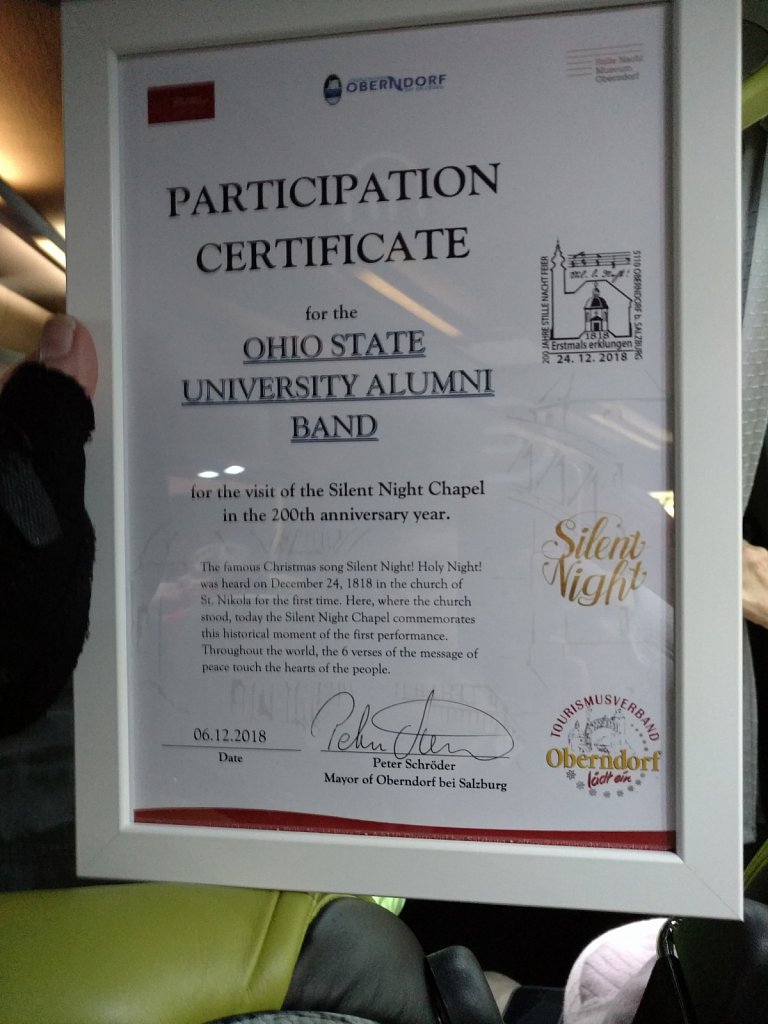 OBERNDORF
Stille Nacht
Museum
Oberndorf
PARTICIPATION
CERTIFICATE
for the
OHIO STATE
UNIVERSITY ALUMNI
BAND
200 JAHRE STILLE NACHT FEIER
5110 OBERNDORF b. SALZBURG
1818
Erstmals erklungen
24. 12. 2018
for the visit of the Silent Night Chapel
in the 200th anniversary year.
Silent
Night
The famous Christmas song Silent Night! Holy Night!
was heard on December 24, 1818 in the church of
St. Nikola for the first time. Here, where the church
stood, today the Silent Night Chapel commemorates
this historical moment of the first performance.
Throughout the world, the 6 verses of the message of
peace touch the hearts of the people.
06.12.2018
Date
Peter Schröder
Mayor of Oberndorf bei Salzburg
TOURISMUSVERBAND
Oberndorf
lädt ein